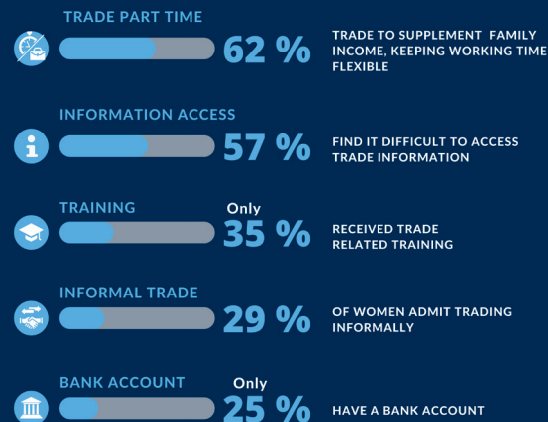 TRADE PART TIME
62 %
TRADE TO SUPPLEMENT FAMILY
INCOME, KEEPING WORKING TIME
FLEXIBLE
INFORMATION ACCESS
57 %
FIND IT DIFFICULT TO ACCESS
TRADE INFORMATION
TRAINING
Only
35 %
RECEIVED TRADE
RELATED TRAINING
INFORMAL TRADE
29 %
OF WOMEN ADMIT TRADING
INFORMALLY
BANK ACCOUNT
Only
25 %
HAVE A BANK ACCOUNT